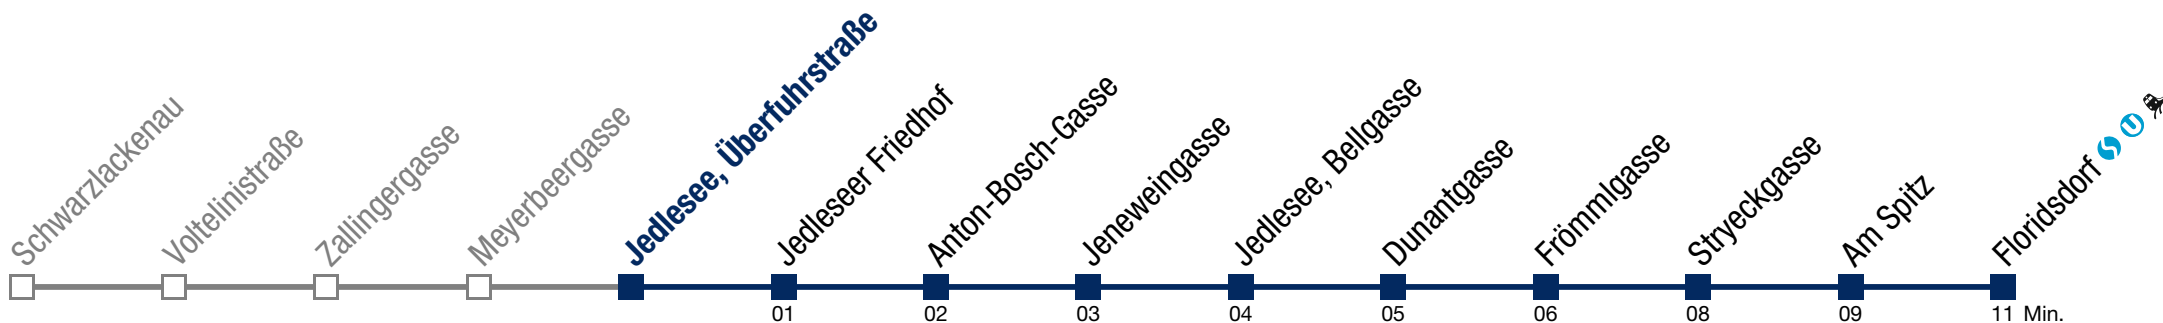 Schwarzlackenau
Voltelinistraße
Zallingergasse
Meyerbeergasse
Jedlesee, Überfuhrstraße
Jedleseer Friedhof
Anton-Bosch-Gasse
Jeneweingasse
Jedlesee, Bellgasse
Dunantgasse
Frömmlgasse
Stryeckgasse
Am Spitz
Floridsdorf S U
01 02 03 04 05 06 08 09 11 Min.